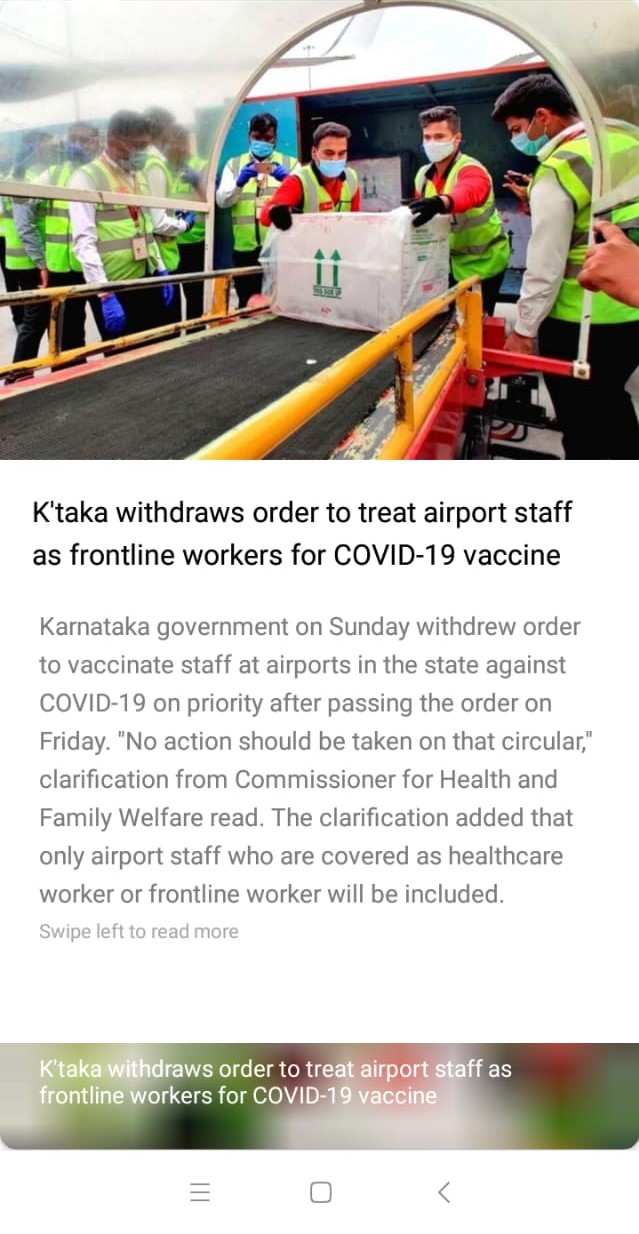 THIS SIDE UP
K'taka withdraws order to treat airport staff
as frontline workers for COVID-19 vaccine
Karnataka government on Sunday withdrew order
to vaccinate staff at airports in the state against
COVID-19 on priority after passing the order on
Friday. "No action should be taken on that circular,"
clarification from Commissioner for Health and
Family Welfare read. The clarification added that
only airport staff who are covered as healthcare
worker or frontline worker will be included.
Swipe left to read more
K'taka withdraws order to treat airport staff as
frontline workers for COVID-19 vaccine